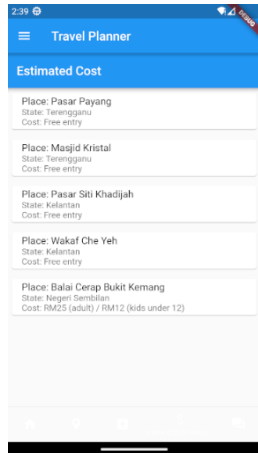 2:39
DEBUG
Travel Planner
Estimated Cost
Place: Pasar Payang
State: Terengganu
Cost: Free entry
Place: Masjid Kristal
State: Terengganu
Cost: Free entry
Place: Pasar Siti Khadijah
State: Kelantan
Cost: Free entry
Place: Wakaf Che Yeh
State: Kelantan
Cost: Free entry
Place: Balai Cerap Bukit Kemang
State: Negeri Sembilan
Cost: RM25 (adult) / RM12 (kids under 12)